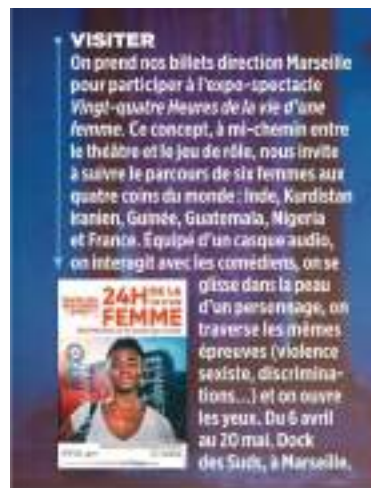 VISITER
On prend nos billets direction Marseille
pour participer à l'expo-spectacle
Vingt-quatre Heures de la vie d'une
femme. Ce concept, à mi-chemin entre
le théâtre et le jeu de rôle, nous invite
à suivre le parcours de six femmes aux
quatre coins du monde : Inde, Kurdistan
iranien, Guinée, Guatemala, Nigeria
et France. Équipé d'un casque audio,
on interagit avec les comédiens, on se
glisse dans la peau
d'un personnage, on
traverse les mêmes
épreuves (violence
sexiste, discrimina-
tions...) et on ouvre
les yeux. Du 6 avril
au 20 mai. Dock
des Suds, à Marseille.
24H DE LA
VIE D'UNE
FEMME